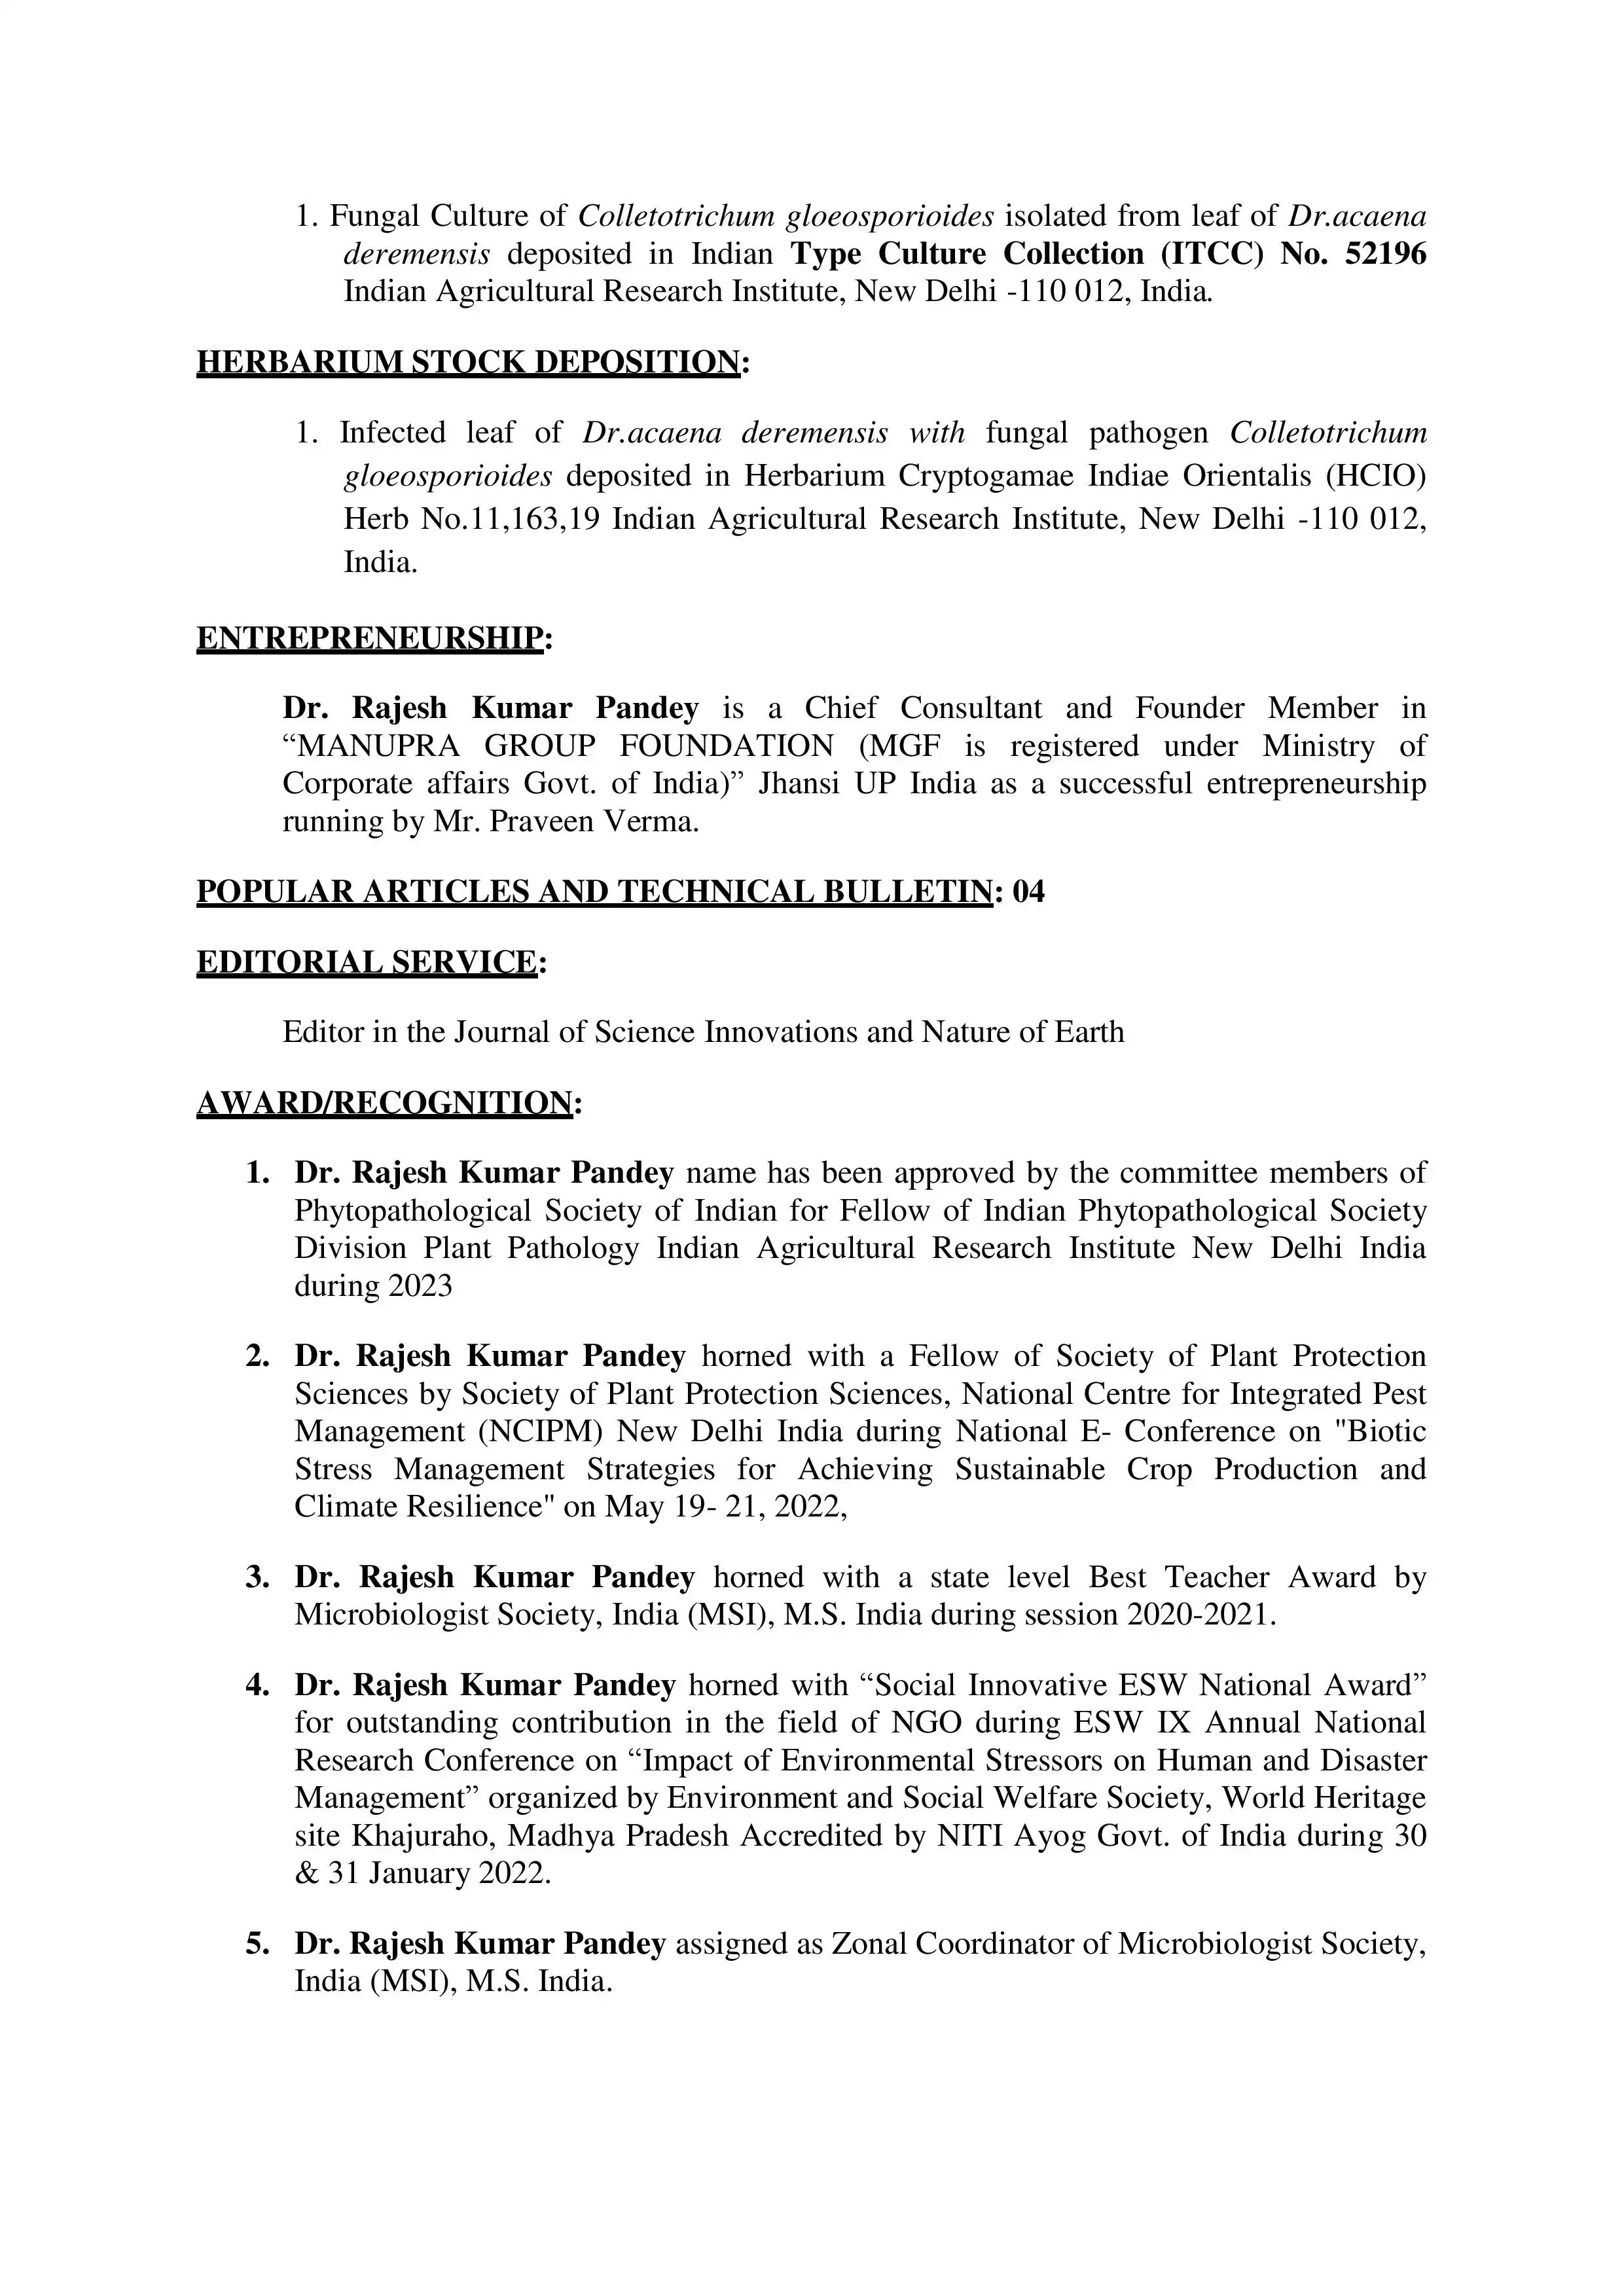 1. Fungal Culture of Colletotrichum gloeosporioides isolated from leaf of Dr.acaena
deremensis deposited in Indian Type Culture Collection (ITCC) No. 52196
Indian Agricultural Research Institute, New Delhi -110 012, India.
HERBARIUM STOCK DEPOSITION:
1. Infected leaf of Dr.acaena deremensis with fungal pathogen Colletotrichum
gloeosporioides deposited in Herbarium Cryptogamae Indiae Orientalis (HCIO)
Herb No.11,163,19 Indian Agricultural Research Institute, New Delhi -110 012,
India.
ENTREPRENEURSHIP:
Dr. Rajesh Kumar Pandey is a Chief Consultant and Founder Member in
“MANUPRA GROUP FOUNDATION (MGF is registered under Ministry of
Corporate affairs Govt. of India)” Jhansi UP India as a successful entrepreneurship
running by Mr. Praveen Verma.
POPULAR ARTICLES AND TECHNICAL BULLETIN: 04
EDITORIAL SERVICE:
Editor in the Journal of Science Innovations and Nature of Earth
AWARD/RECOGNITION:
1. Dr. Rajesh Kumar Pandey name has been approved by the committee members of
Phytopathological Society of Indian for Fellow of Indian Phytopathological Society
Division Plant Pathology Indian Agricultural Research Institute New Delhi India
during 2023
2. Dr. Rajesh Kumar Pandey horned with a Fellow of Society of Plant Protection
Sciences by Society of Plant Protection Sciences, National Centre for Integrated Pest
Management (NCIPM) New Delhi India during National E- Conference on "Biotic
Stress Management Strategies for Achieving Sustainable Crop Production and
Climate Resilience" on May 19- 21, 2022,
3. Dr. Rajesh Kumar Pandey horned with a state level Best Teacher Award by
Microbiologist Society, India (MSI), M.S. India during session 2020-2021.
4. Dr. Rajesh Kumar Pandey horned with “Social Innovative ESW National Award”
for outstanding contribution in the field of NGO during ESW IX Annual National
Research Conference on “Impact of Environmental Stressors on Human and Disaster
Management” organized by Environment and Social Welfare Society, World Heritage
site Khajuraho, Madhya Pradesh Accredited by NITI Ayog Govt. of India during 30
& 31 January 2022.
5. Dr. Rajesh Kumar Pandey assigned as Zonal Coordinator of Microbiologist Society,
India (MSI), M.S. India.